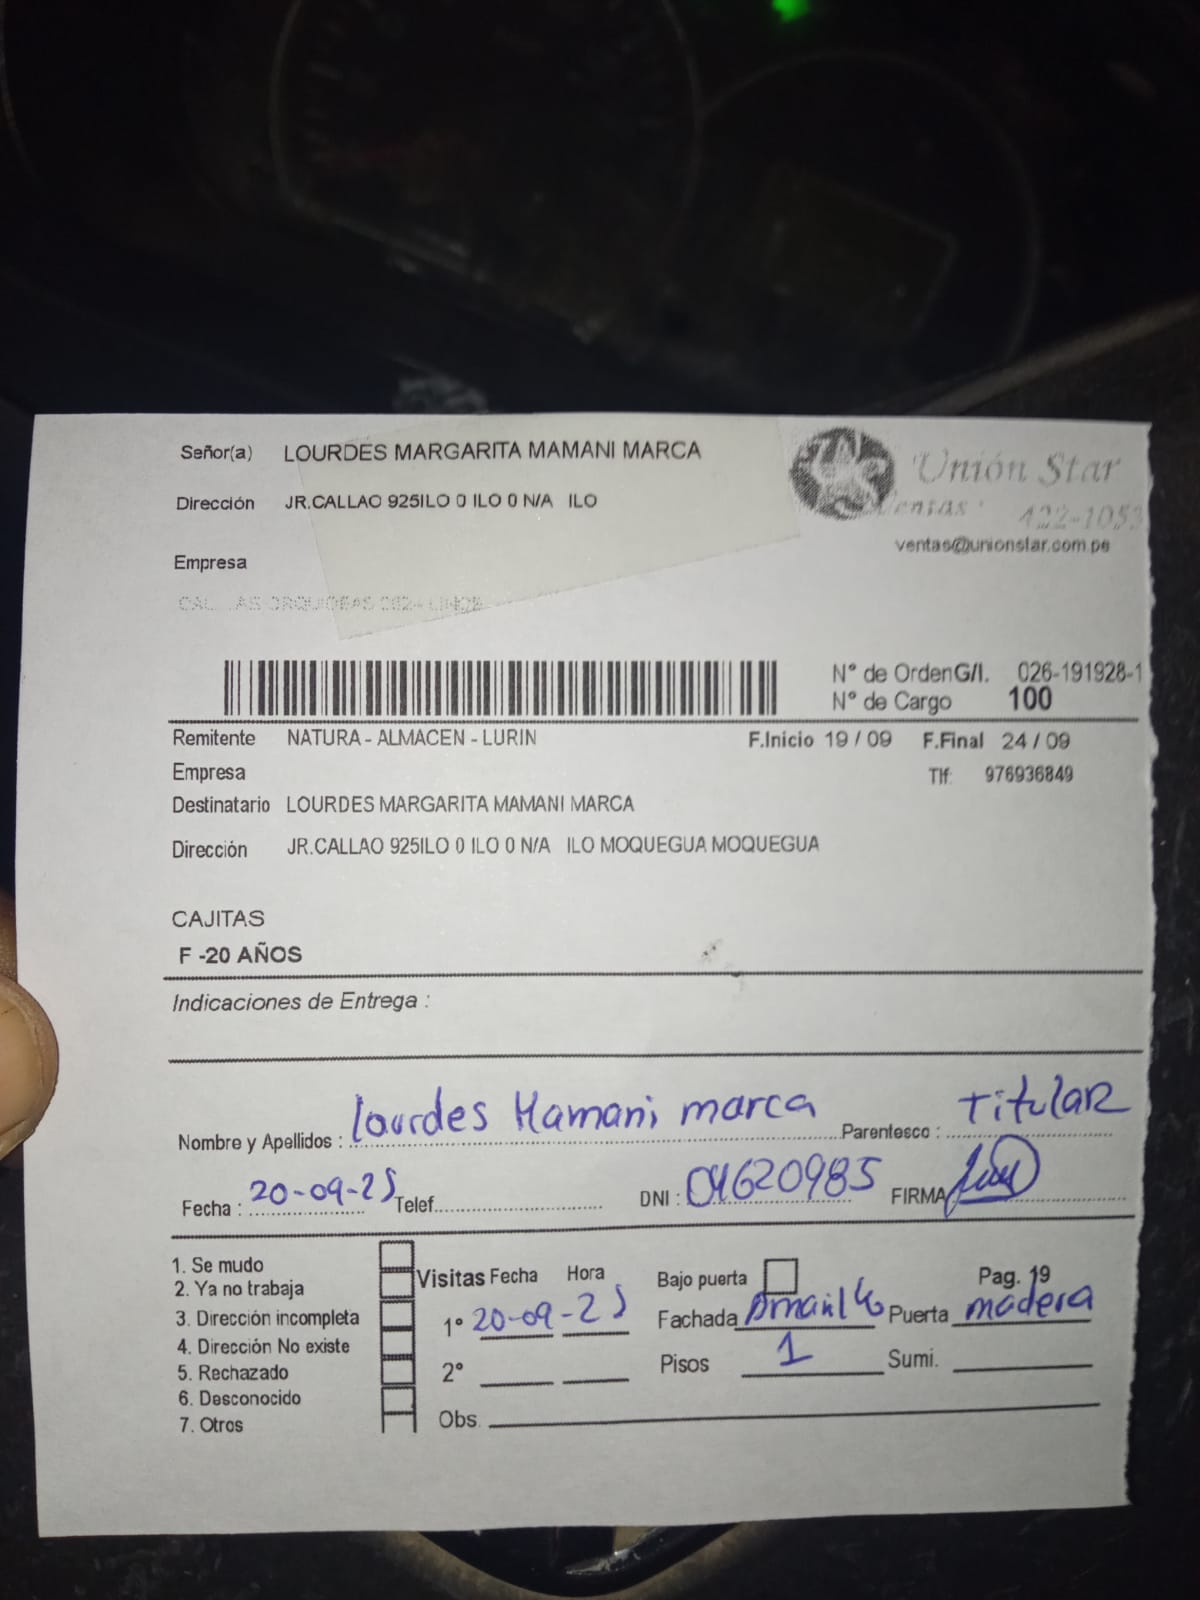 Señor(a) LOURDES MARGARITA MAMANI MARCA
Unión Star
Dirección JR.CALLAO 925ILO 0 ILO 0 N/A ILO
Ventas : 422-1053
ventas@unionstar.com.pe
Empresa
N° de OrdenG/I. 026-191928-1
N° de Cargo 100
Remitente NATURA - ALMACEN - LURIN F.Inicio 19 / 09 F.Final 24 / 09
Empresa Tlf: 976936849
Destinatario LOURDES MARGARITA MAMANI MARCA
Dirección JR.CALLAO 925ILO 0 ILO 0 N/A ILO MOQUEGUA MOQUEGUA
CAJITAS
F -20 AÑOS
Indicaciones de Entrega :
Nombre y Apellidos : lourdes Mamani marca Parentesco : Titular
Fecha : 20-09-25 Telef. DNI : 04620985 FIRMA
1. Se mudo
2. Ya no trabaja
3. Dirección incompleta
4. Dirección No existe
5. Rechazado
6. Desconocido
7. Otros
Visitas Fecha Hora Bajo puerta Pag. 19
1° 20-09-25 Fachada Puerta madera
2° Pisos 1 Sumi.
Obs.